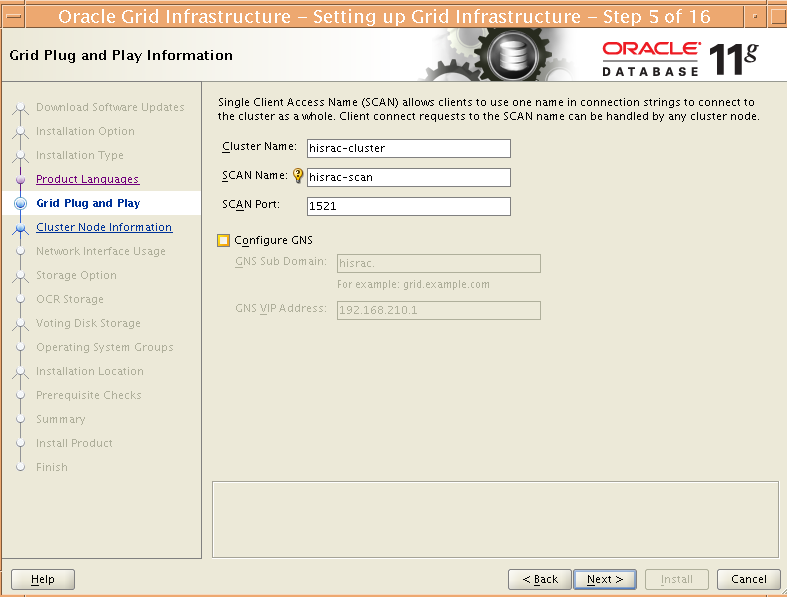 Oracle Grid Infrastructure – Setting up Grid Infrastructure – Step 5 of 16
Grid Plug and Play Information
ORACLE
DATABASE
11g
Download Software Updates
Installation Option
Installation Type
Product Languages
Grid Plug and Play
Cluster Node Information
Network Interface Usage
Storage Option
OCR Storage
Voting Disk Storage
Operating System Groups
Installation Location
Prerequisite Checks
Summary
Install Product
Finish
Single Client Access Name (SCAN) allows clients to use one name in connection strings to connect to
the cluster as a whole. Client connect requests to the SCAN name can be handled by any cluster node.
Cluster Name: hisrac-cluster
SCAN Name: hisrac-scan
SCAN Port: 1521
Configure GNS
GNS Sub Domain: hisrac.
For example: grid.example.com
GNS VIP Address: 192.168.210.1
Help
< Back
Next >
Install
Cancel